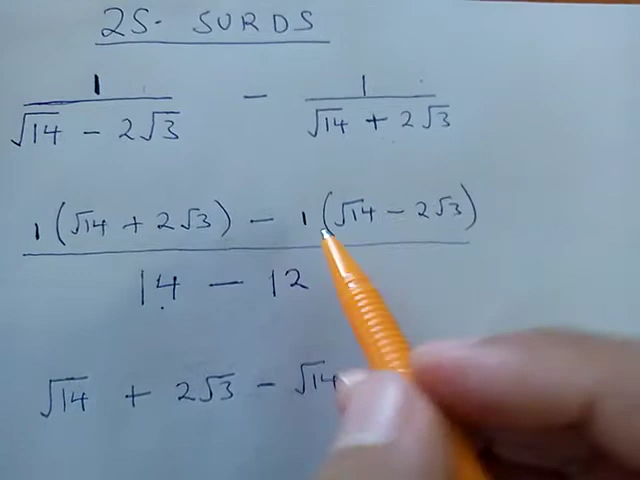 25. SURDS
1/(√14 - 2√3) - 1/(√14 + 2√3)
(1(√14 + 2√3) - 1(√14 - 2√3))/(14 - 12)
√14 + 2√3 - √14